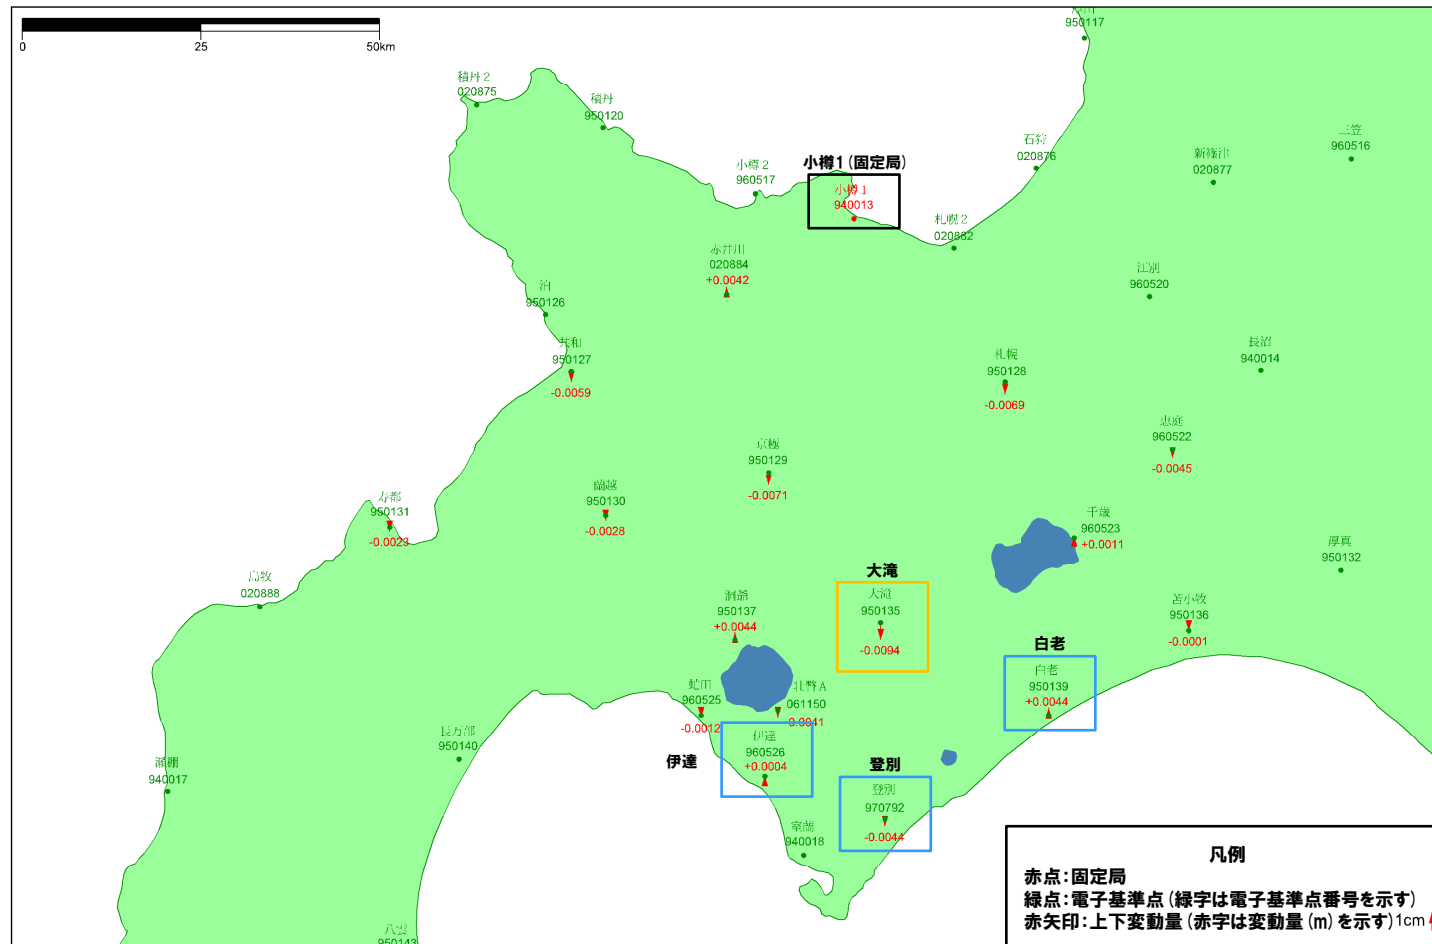 0
25
50km
950117
積丹２
020875
積丹
950120
小樽２
960517
小樽1（固定局）
小樽１
940013
石狩
020876
新篠津
020877
三笠
960516
札幌２
020882
赤井川
020884
+0.0042
江別
960520
泊
950126
共和
950127
-0.0059
札幌
950128
-0.0069
長沼
940014
恵庭
960522
-0.0045
京極
950129
-0.0071
蘭越
950130
-0.0028
寿都
950131
-0.0023
千歳
960523
+0.0011
厚真
950132
島牧
020888
大滝
大滝
950135
-0.0094
洞爺
950137
+0.0044
苫小牧
950136
-0.0001
白老
白老
950139
+0.0044
虻田
960525
-0.0012
壮瞥Ａ
061150
-0.0041
伊達
伊達
960526
+0.0004
長万部
950140
瀬棚
940017
登別
登別
970792
-0.0044
室蘭
940018
八雲
950143
凡例
赤点：固定局
緑点：電子基準点（緑字は電子基準点番号を示す）
赤矢印：上下変動量（赤字は変動量（m）を示す）1cm